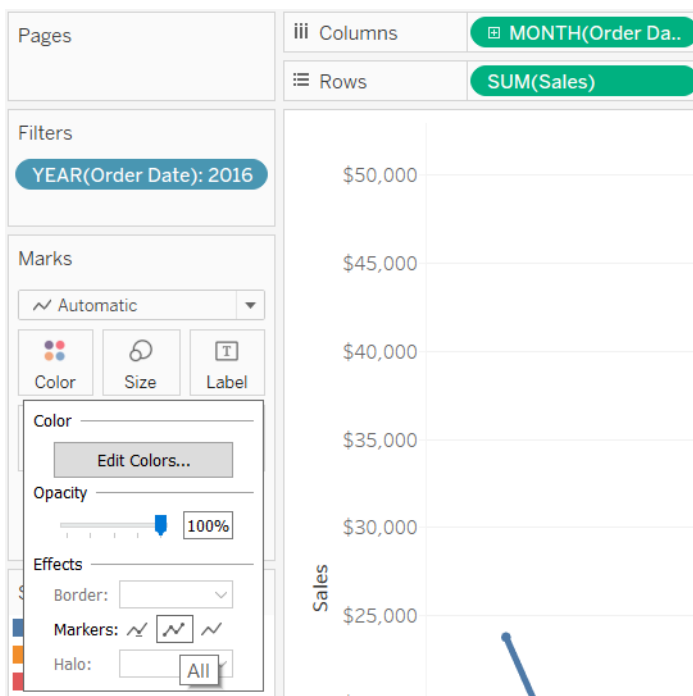 Pages
Columns
MONTH(Order Da..
Rows
SUM(Sales)
Filters
YEAR(Order Date): 2016
Marks
Automatic
Color
Size
Label
T
Color
Edit Colors...
Opacity
100%
Effects
Border:
Markers:
Halo:
All
$50,000
$45,000
$40,000
$35,000
$30,000
$25,000
Sales